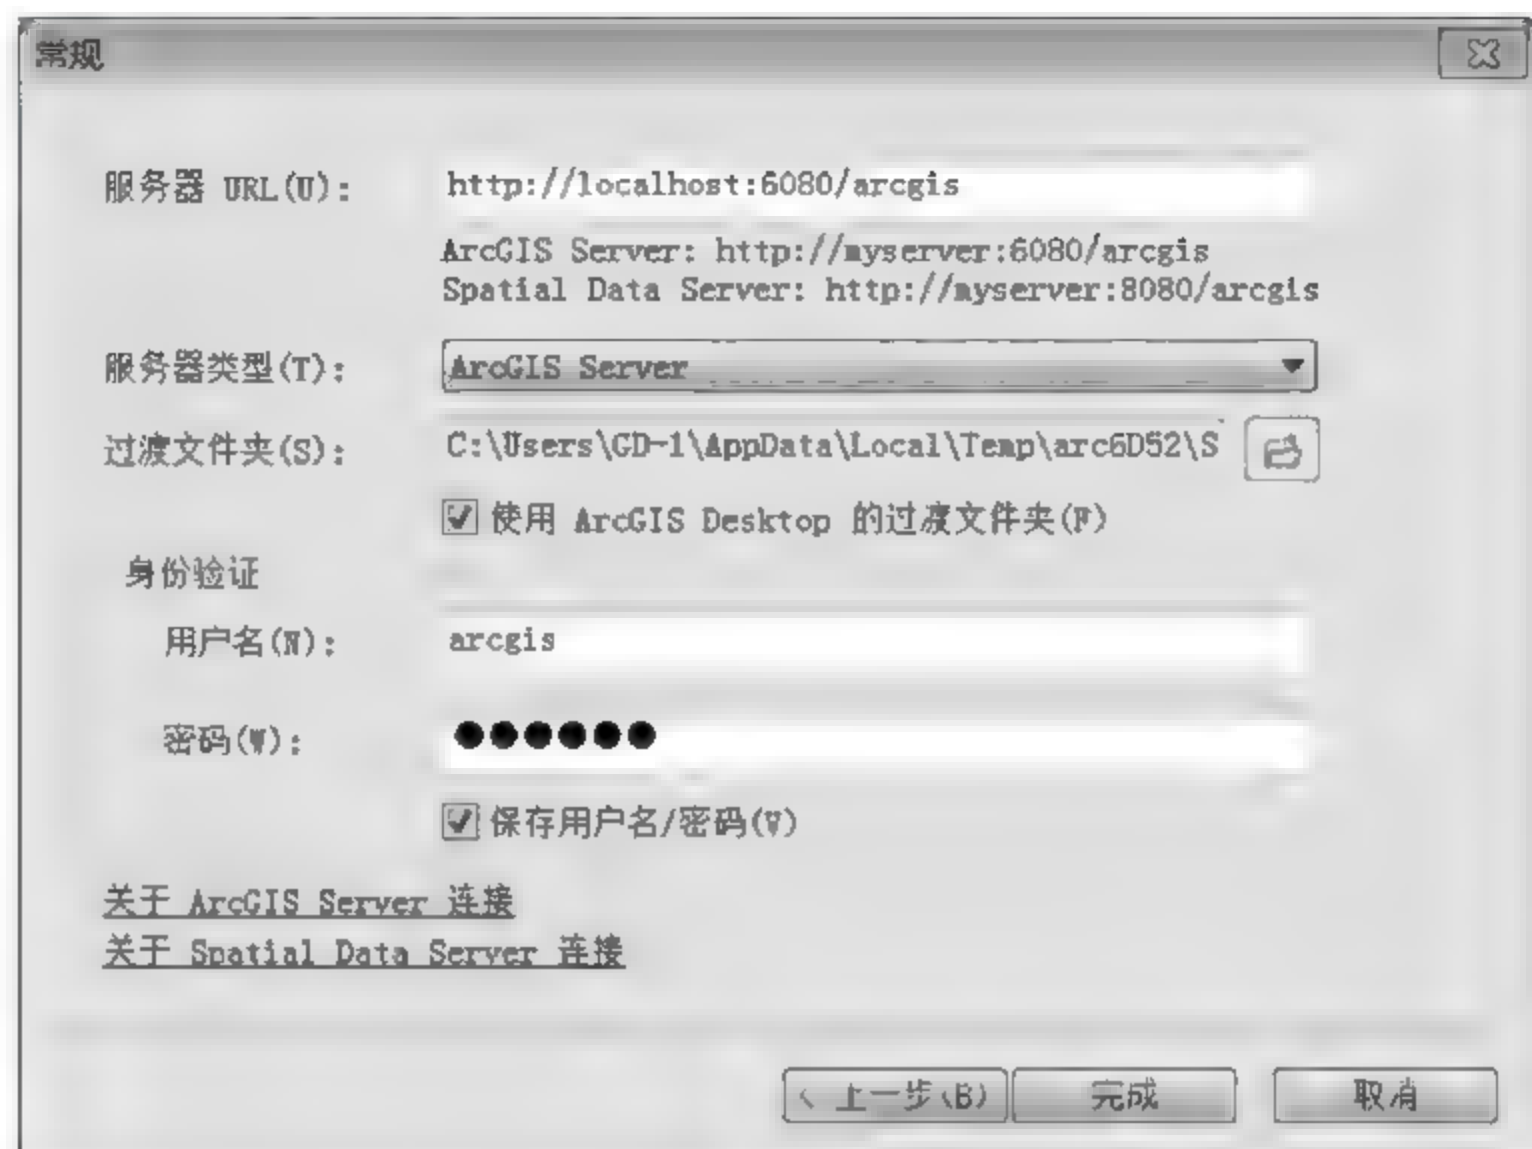 常规
服务器 URL(U): http://localhost:6080/arcgis
ArcGIS Server: http://myserver:6080/arcgis
Spatial Data Server: http://myserver:8080/arcgis
服务器类型(T): ArcGIS Server
过渡文件夹(S): C:\Users\GD-1\AppData\Local\Temp\arc6D52\S
使用 ArcGIS Desktop 的过渡文件夹(F)
身份验证
用户名(N): arcgis
密码(W): ●●●●●●
保存用户名/密码(V)
关于 ArcGIS Server 连接
关于 Spatial Data Server 连接
< 上一步(B) 完成 取消